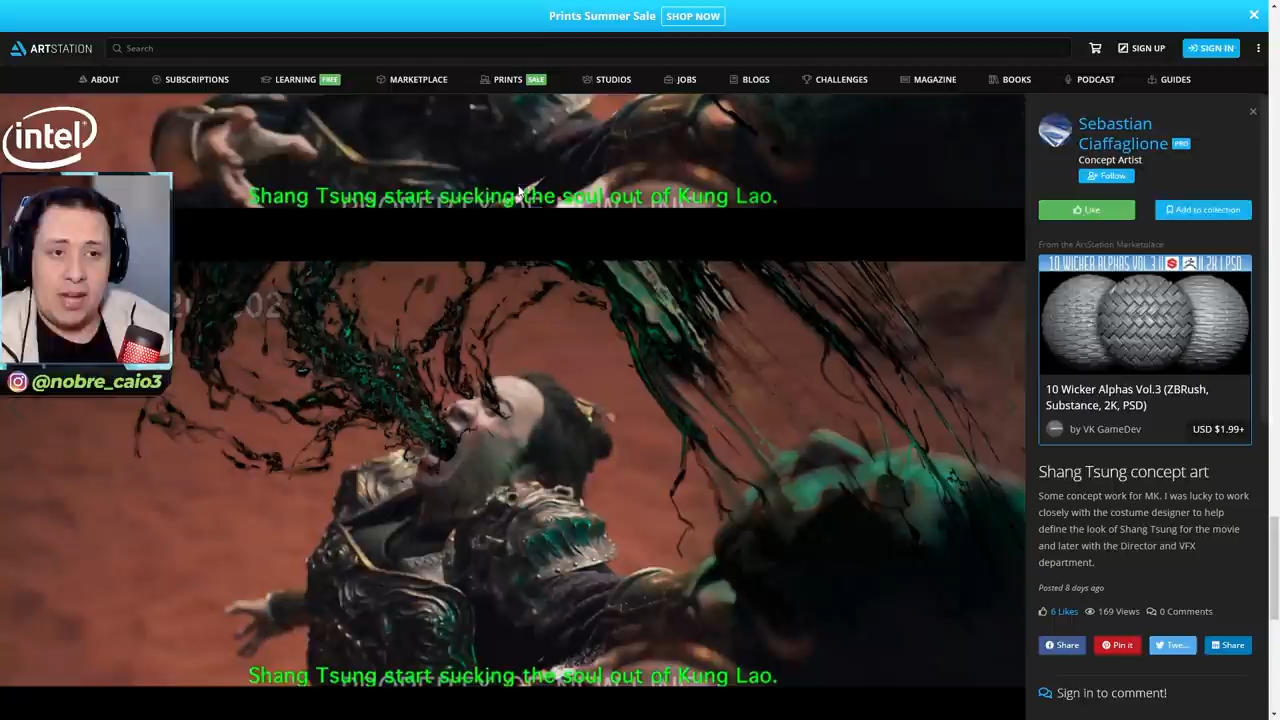 Prints Summer Sale SHOP NOW
ARTSTATION Search SIGN UP SIGN IN
ABOUT SUBSCRIPTIONS LEARNING FREE MARKETPLACE PRINTS SALE STUDIOS JOBS BLOGS CHALLENGES MAGAZINE BOOKS PODCAST GUIDES
intel
@nobre_caio3
Shang Tsung start sucking the soul out of Kung Lao.
Shang Tsung start sucking the soul out of Kung Lao.
Sebastian
Ciaffaglione PRO
Concept Artist
Follow
Like Add to collection
From the ArtStation Marketplace
10 WICKER ALPHAS VOL.3 2K PSD
10 Wicker Alphas Vol.3 (ZBRush,
Substance, 2K, PSD)
by VK GameDev USD $1.99+
Shang Tsung concept art
Some concept work for MK. I was lucky to work
closely with the costume designer to help
define the look of Shang Tsung for the movie
and later with the Director and VFX
department.
Posted 8 days ago
6 Likes 169 Views 0 Comments
Share Pin it Twe... Share
Sign in to comment!